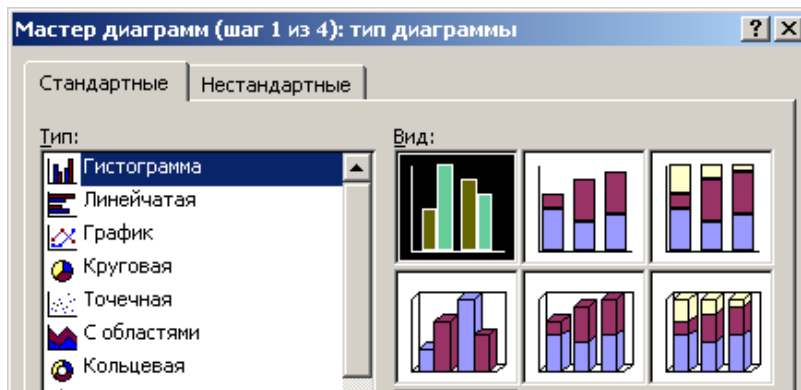 Мастер диаграмм (шаг 1 из 4): тип диаграммы
Стандартные Нестандартные
Тип: Вид:
Гистограмма
Линейчатая
График
Круговая
Точечная
С областями
Кольцевая